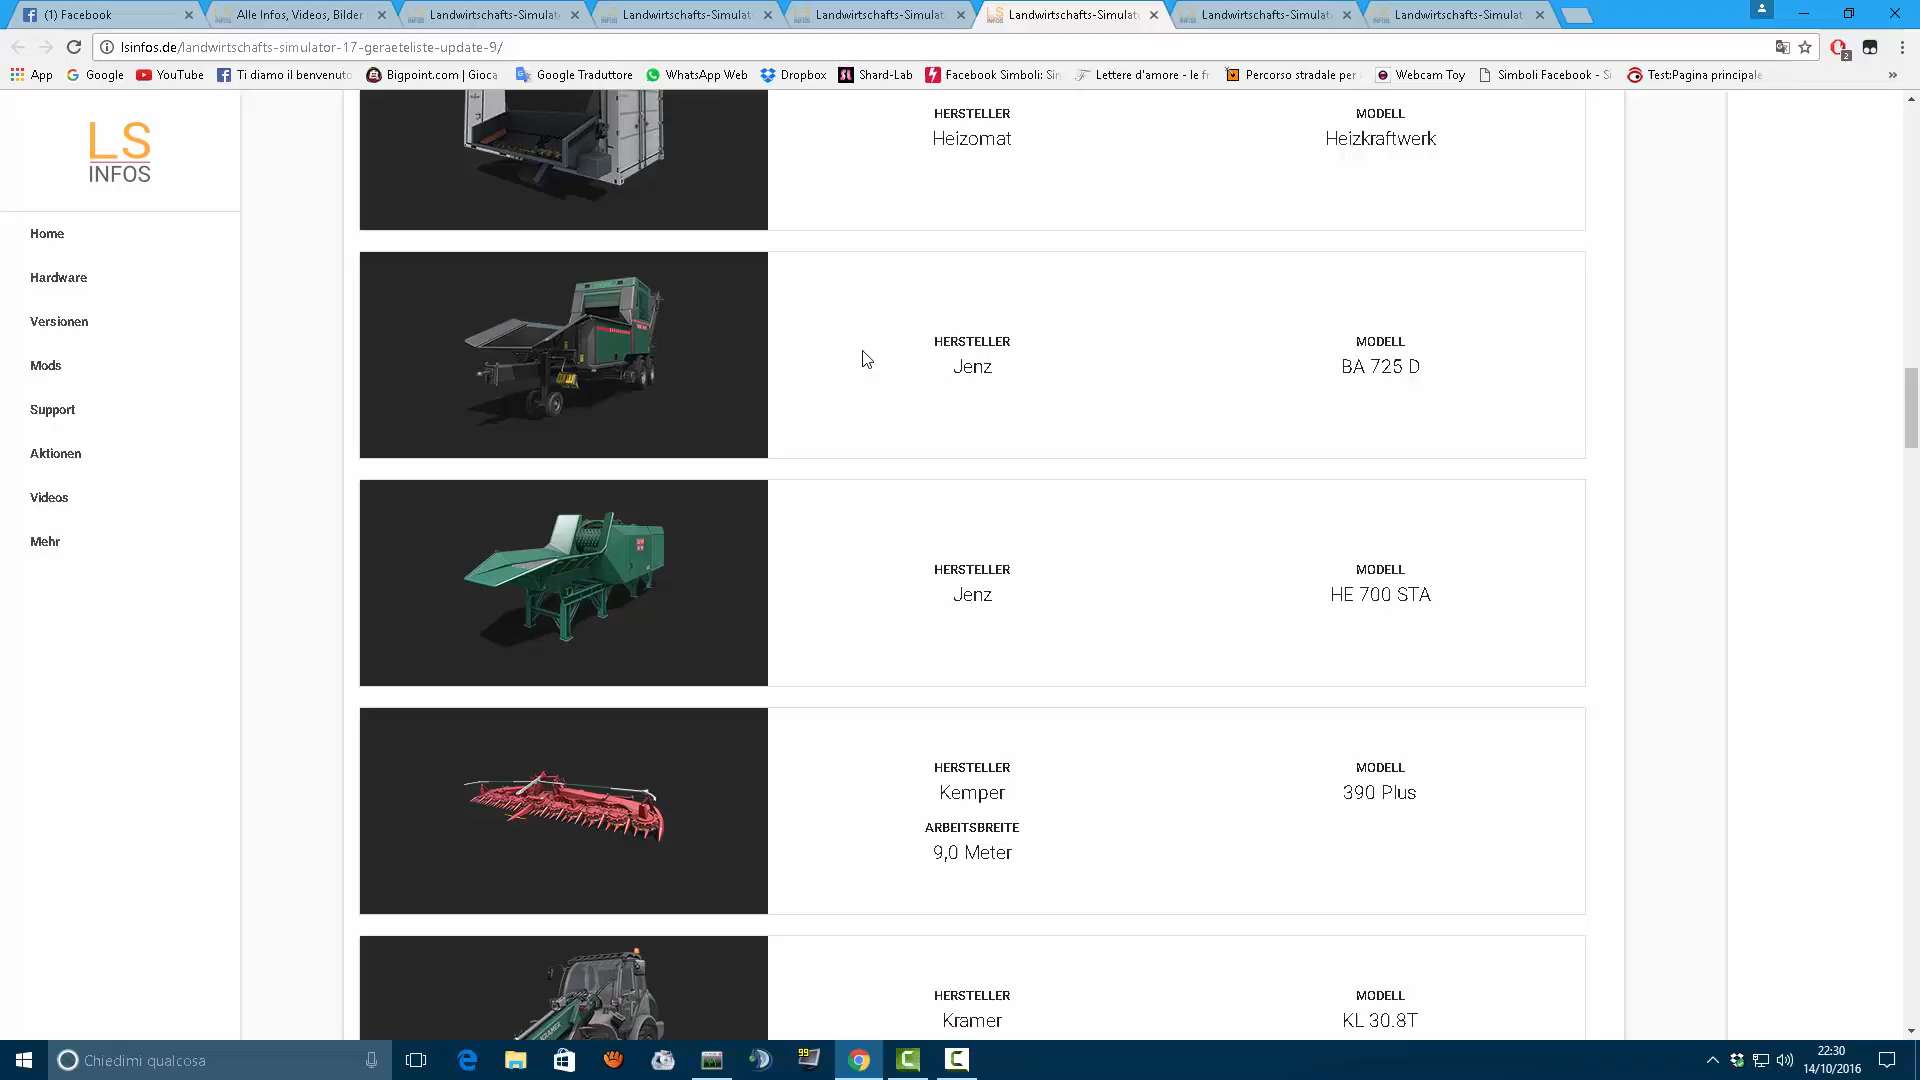 (1) Facebook
Alle Infos, Videos, Bilder
Landwirtschafts-Simulat
Landwirtschafts-Simulat
Landwirtschafts-Simulat
Landwirtschafts-Simulat
Landwirtschafts-Simulat
Landwirtschafts-Simulat
lsinfos.de/landwirtschafts-simulator-17-geraeteliste-update-9/
2
App
Google
YouTube
Ti diamo il benvenuto
Bigpoint.com | Gioca
Google Traduttore
WhatsApp Web
Dropbox
Shard-Lab
Facebook Simboli: Sim
Lettere d'amore - le fr
Percorso stradale per
Webcam Toy
Simboli Facebook - Si
Test:Pagina principale
LS
INFOS
Home
Hardware
Versionen
Mods
Support
Aktionen
Videos
Mehr
HERSTELLER
Heizomat
MODELL
Heizkraftwerk
HERSTELLER
Jenz
MODELL
BA 725 D
HERSTELLER
Jenz
MODELL
HE 700 STA
HERSTELLER
Kemper
MODELL
390 Plus
ARBEITSBREITE
9,0 Meter
KRAMER
HERSTELLER
Kramer
MODELL
KL 30.8T
Chiedimi qualcosa
99
22:30
14/10/2016